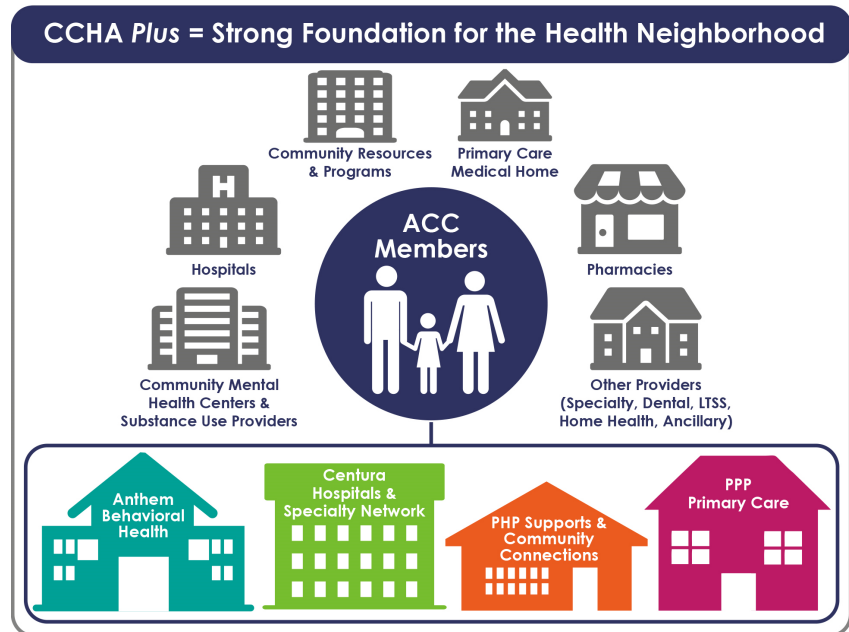 CCHA Plus = Strong Foundation for the Health Neighborhood
Community Resources
& Programs
Primary Care
Medical Home
H
Hospitals
ACC
Members
Pharmacies
Community Mental
Health Centers &
Substance Use Providers
Other Providers
(Specialty, Dental, LTSS,
Home Health, Ancillary)
Anthem
Behavioral
Health
Centura
Hospitals &
Specialty Network
PHP Supports &
Community
Connections
PPP
Primary Care